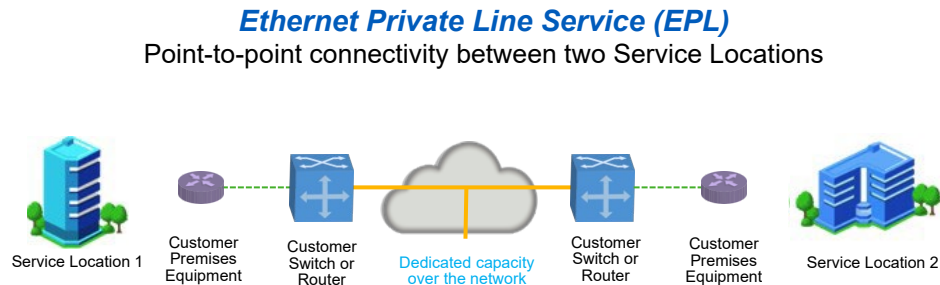 Ethernet Private Line Service (EPL)
Point-to-point connectivity between two Service Locations
Service Location 1
Customer
Premises
Equipment
Customer
Switch or
Router
Dedicated capacity
over the network
Customer
Switch or
Router
Customer
Premises
Equipment
Service Location 2